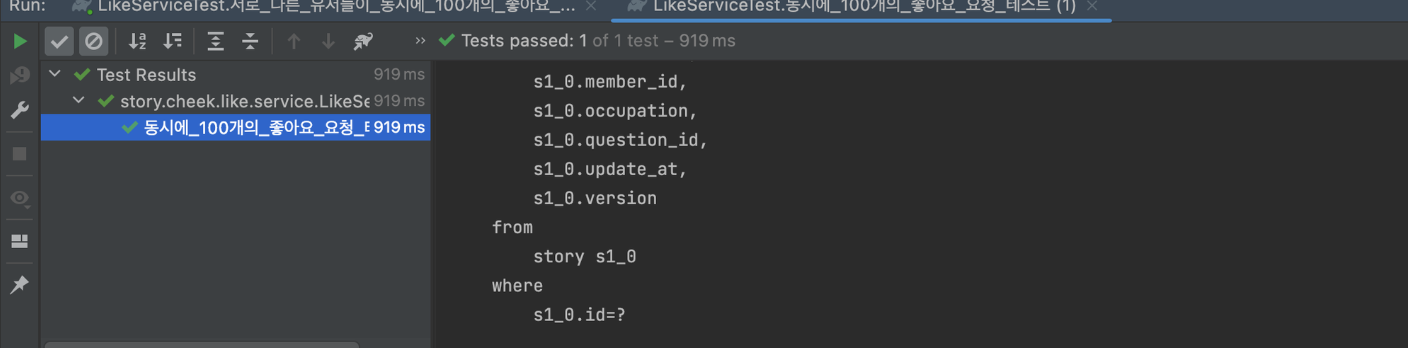 Run: LikeServiceTest.서로_다른_유저들이_동시에_100개의_좋아요_... × LikeServiceTest.동시에_100개의_좋아요_요청_테스트 (1) ×
» Tests passed: 1 of 1 test – 919 ms
Test Results 919 ms
story.cheek.like.service.LikeSe 919 ms
동시에_100개의_좋아요_요청_테 919 ms
s1_0.member_id,
s1_0.occupation,
s1_0.question_id,
s1_0.update_at,
s1_0.version
from
story s1_0
where
s1_0.id=?